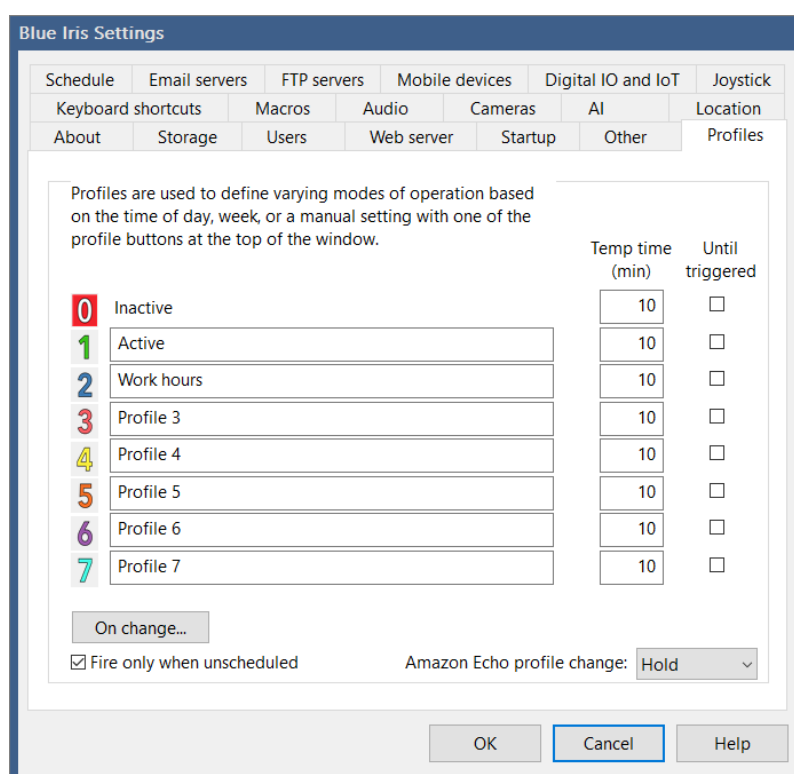 Blue Iris Settings
Schedule Email servers FTP servers Mobile devices Digital IO and IoT Joystick
Keyboard shortcuts Macros Audio Cameras AI Location
About Storage Users Web server Startup Other Profiles
Profiles are used to define varying modes of operation based
on the time of day, week, or a manual setting with one of the
profile buttons at the top of the window.
Temp time Until
(min) triggered
0 Inactive 10
1 Active 10
2 Work hours 10
3 Profile 3 10
4 Profile 4 10
5 Profile 5 10
6 Profile 6 10
7 Profile 7 10
On change...
Fire only when unscheduled Amazon Echo profile change: Hold
OK Cancel Help